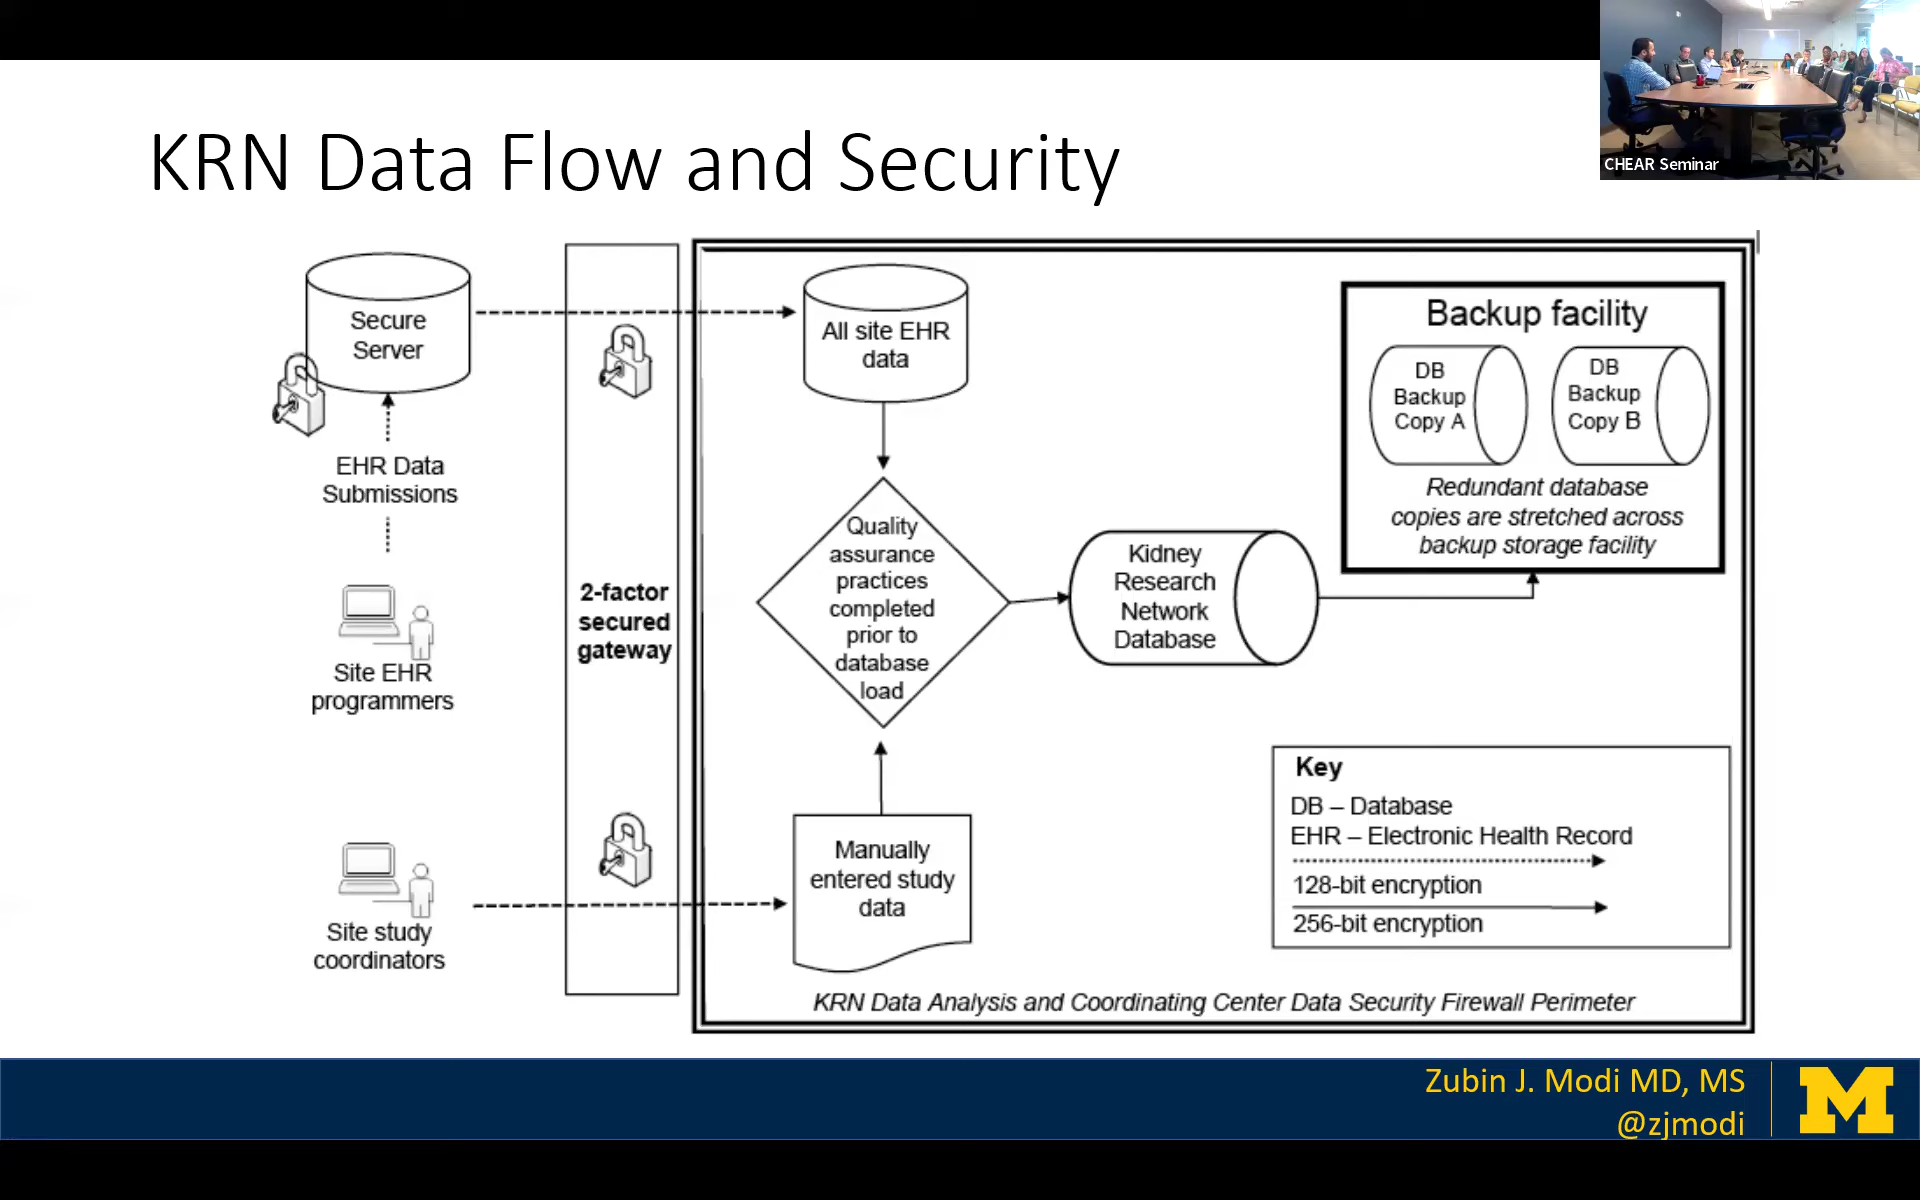 CHEAR Seminar
KRN Data Flow and Security
Secure
Server
EHR Data
Submissions
Site EHR
programmers
Site study
coordinators
2-factor
secured
gateway
All site EHR
data
Quality
assurance
practices
completed
prior to
database
load
Manually
entered study
data
Kidney
Research
Network
Database
Backup facility
DB
Backup
Copy A
DB
Backup
Copy B
Redundant database
copies are stretched across
backup storage facility
Key
DB – Database
EHR – Electronic Health Record
128-bit encryption
256-bit encryption
KRN Data Analysis and Coordinating Center Data Security Firewall Perimeter
Zubin J. Modi MD, MS
@zjmodi
M